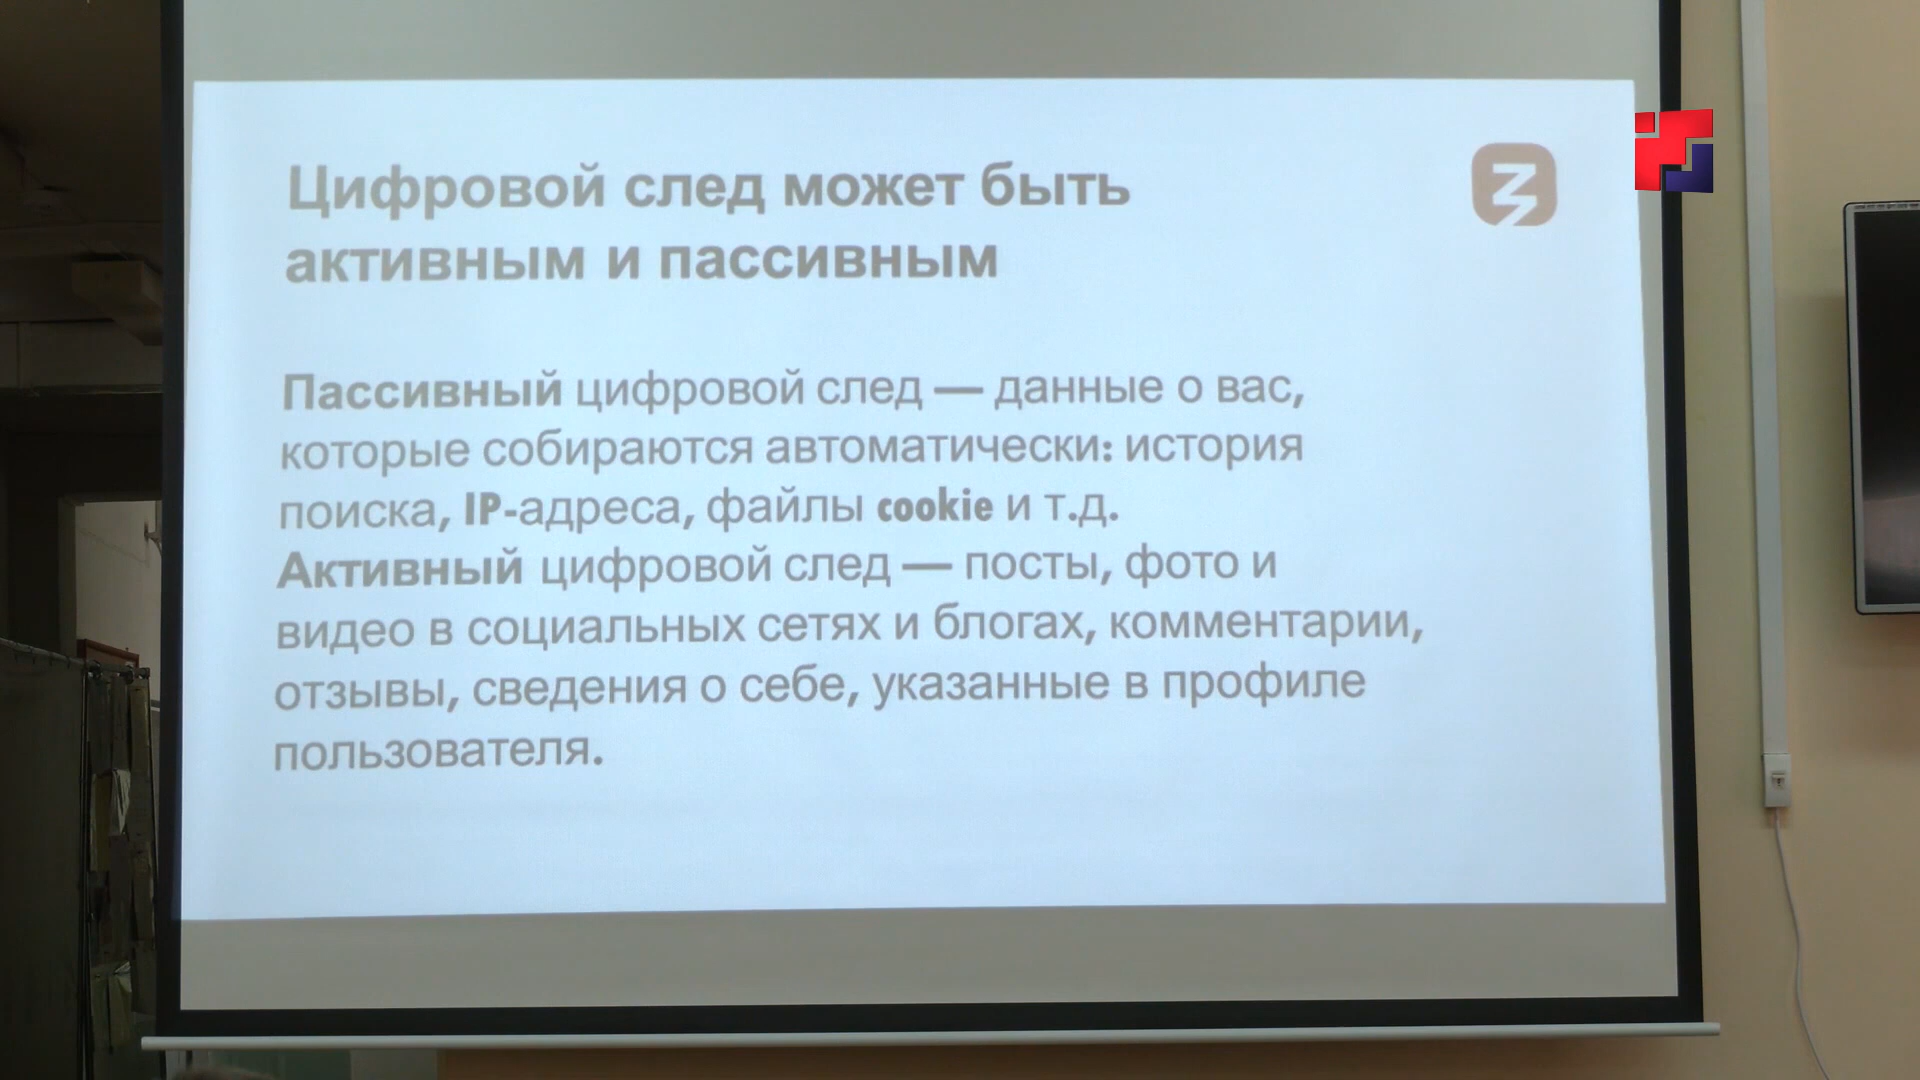 Цифровой след может быть
активным и пассивным
Пассивный цифровой след — данные о вас,
которые собираются автоматически: история
поиска, IP-адреса, файлы cookie и т.д.
Активный цифровой след — посты, фото и
видео в социальных сетях и блогах, комментарии,
отзывы, сведения о себе, указанные в профиле
пользователя.